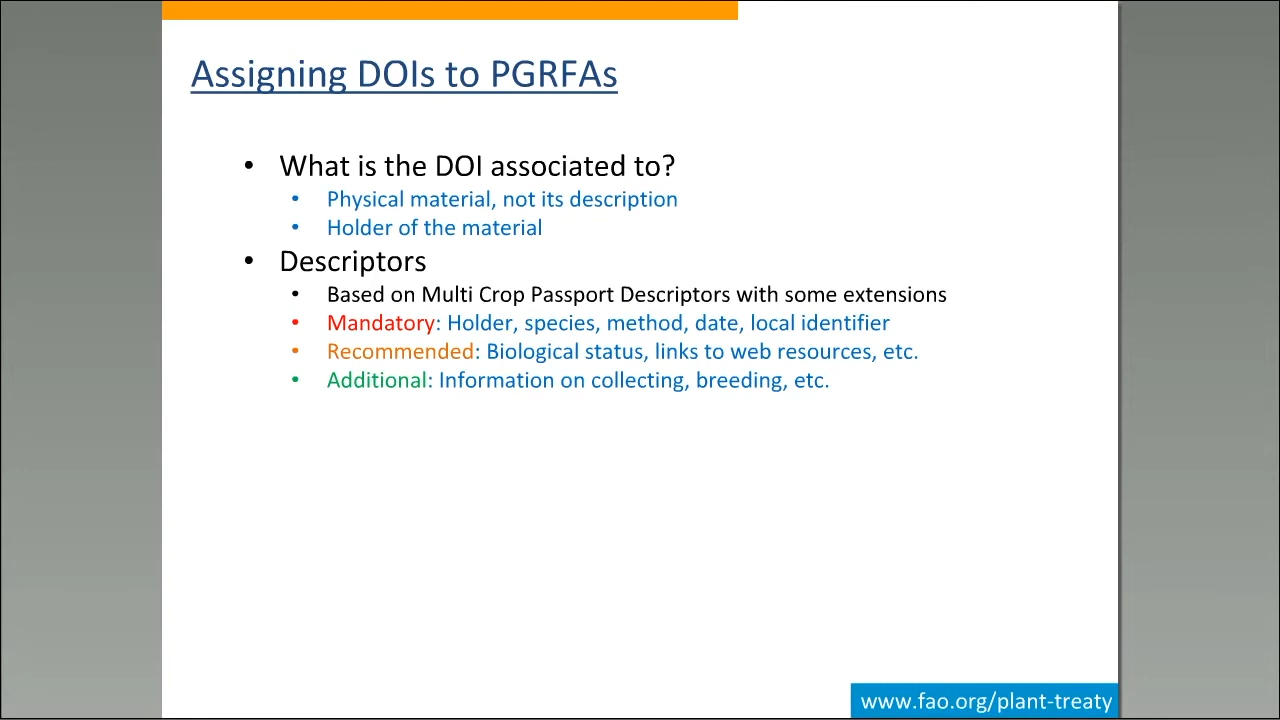 Assigning DOIs to PGRFAs
• What is the DOI associated to?
• Physical material, not its description
• Holder of the material
• Descriptors
• Based on Multi Crop Passport Descriptors with some extensions
• Mandatory: Holder, species, method, date, local identifier
• Recommended: Biological status, links to web resources, etc.
• Additional: Information on collecting, breeding, etc.
www.fao.org/plant-treaty